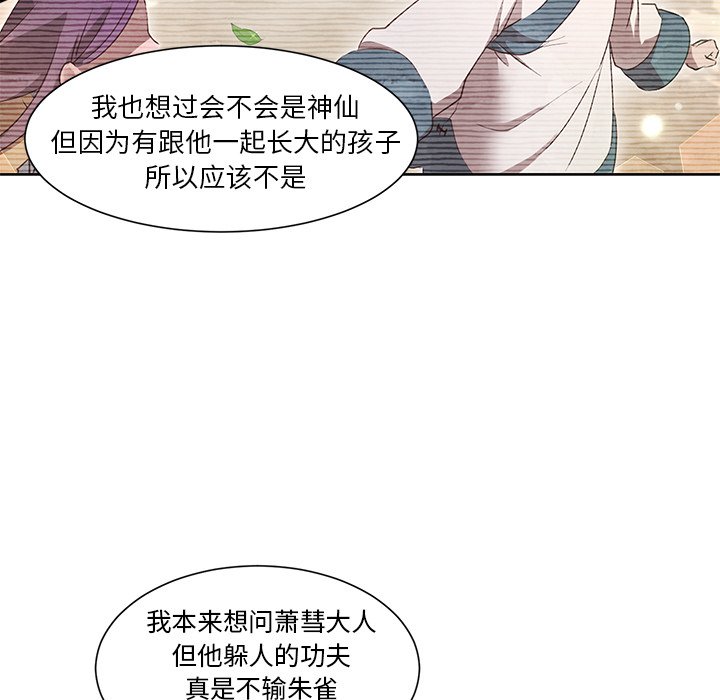 我也想过会不会是神仙
但因为有跟他一起长大的孩子
所以应该不是
我本来想问萧彗大人
但他躲人的功夫
真是不输朱雀